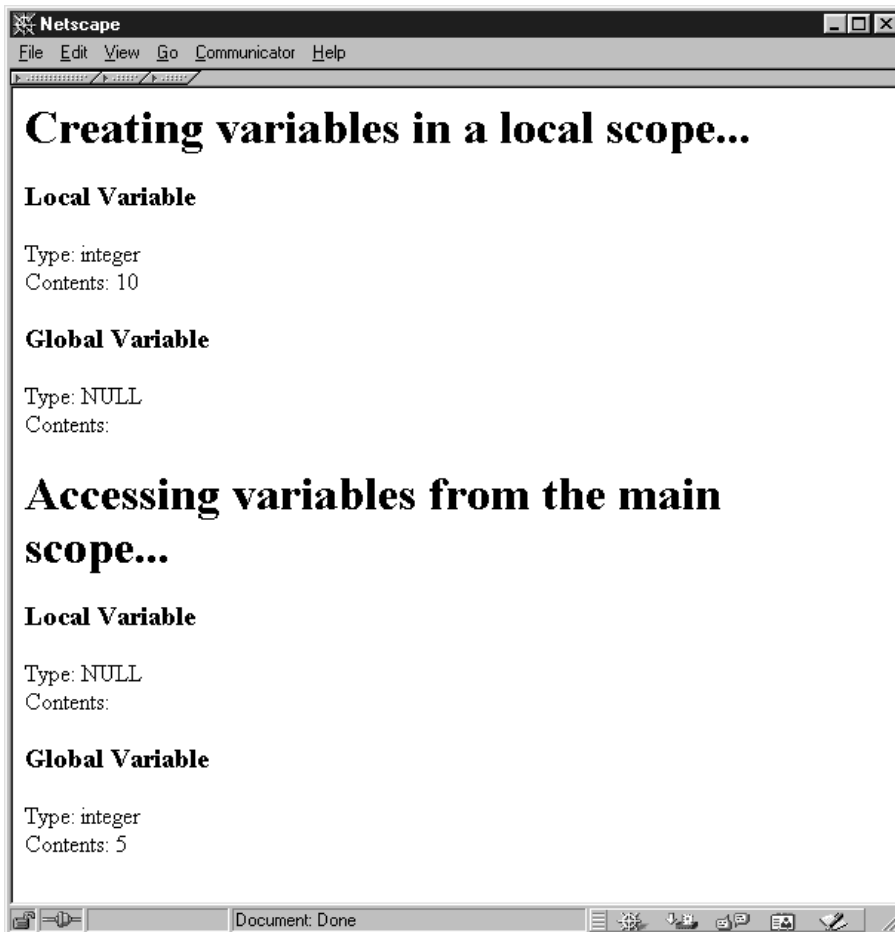 Netscape
File Edit View Go Communicator Help
Creating variables in a local scope...
Local Variable
Type: integer
Contents: 10
Global Variable
Type: NULL
Contents:
Accessing variables from the main
scope...
Local Variable
Type: NULL
Contents:
Global Variable
Type: integer
Contents: 5
Document: Done